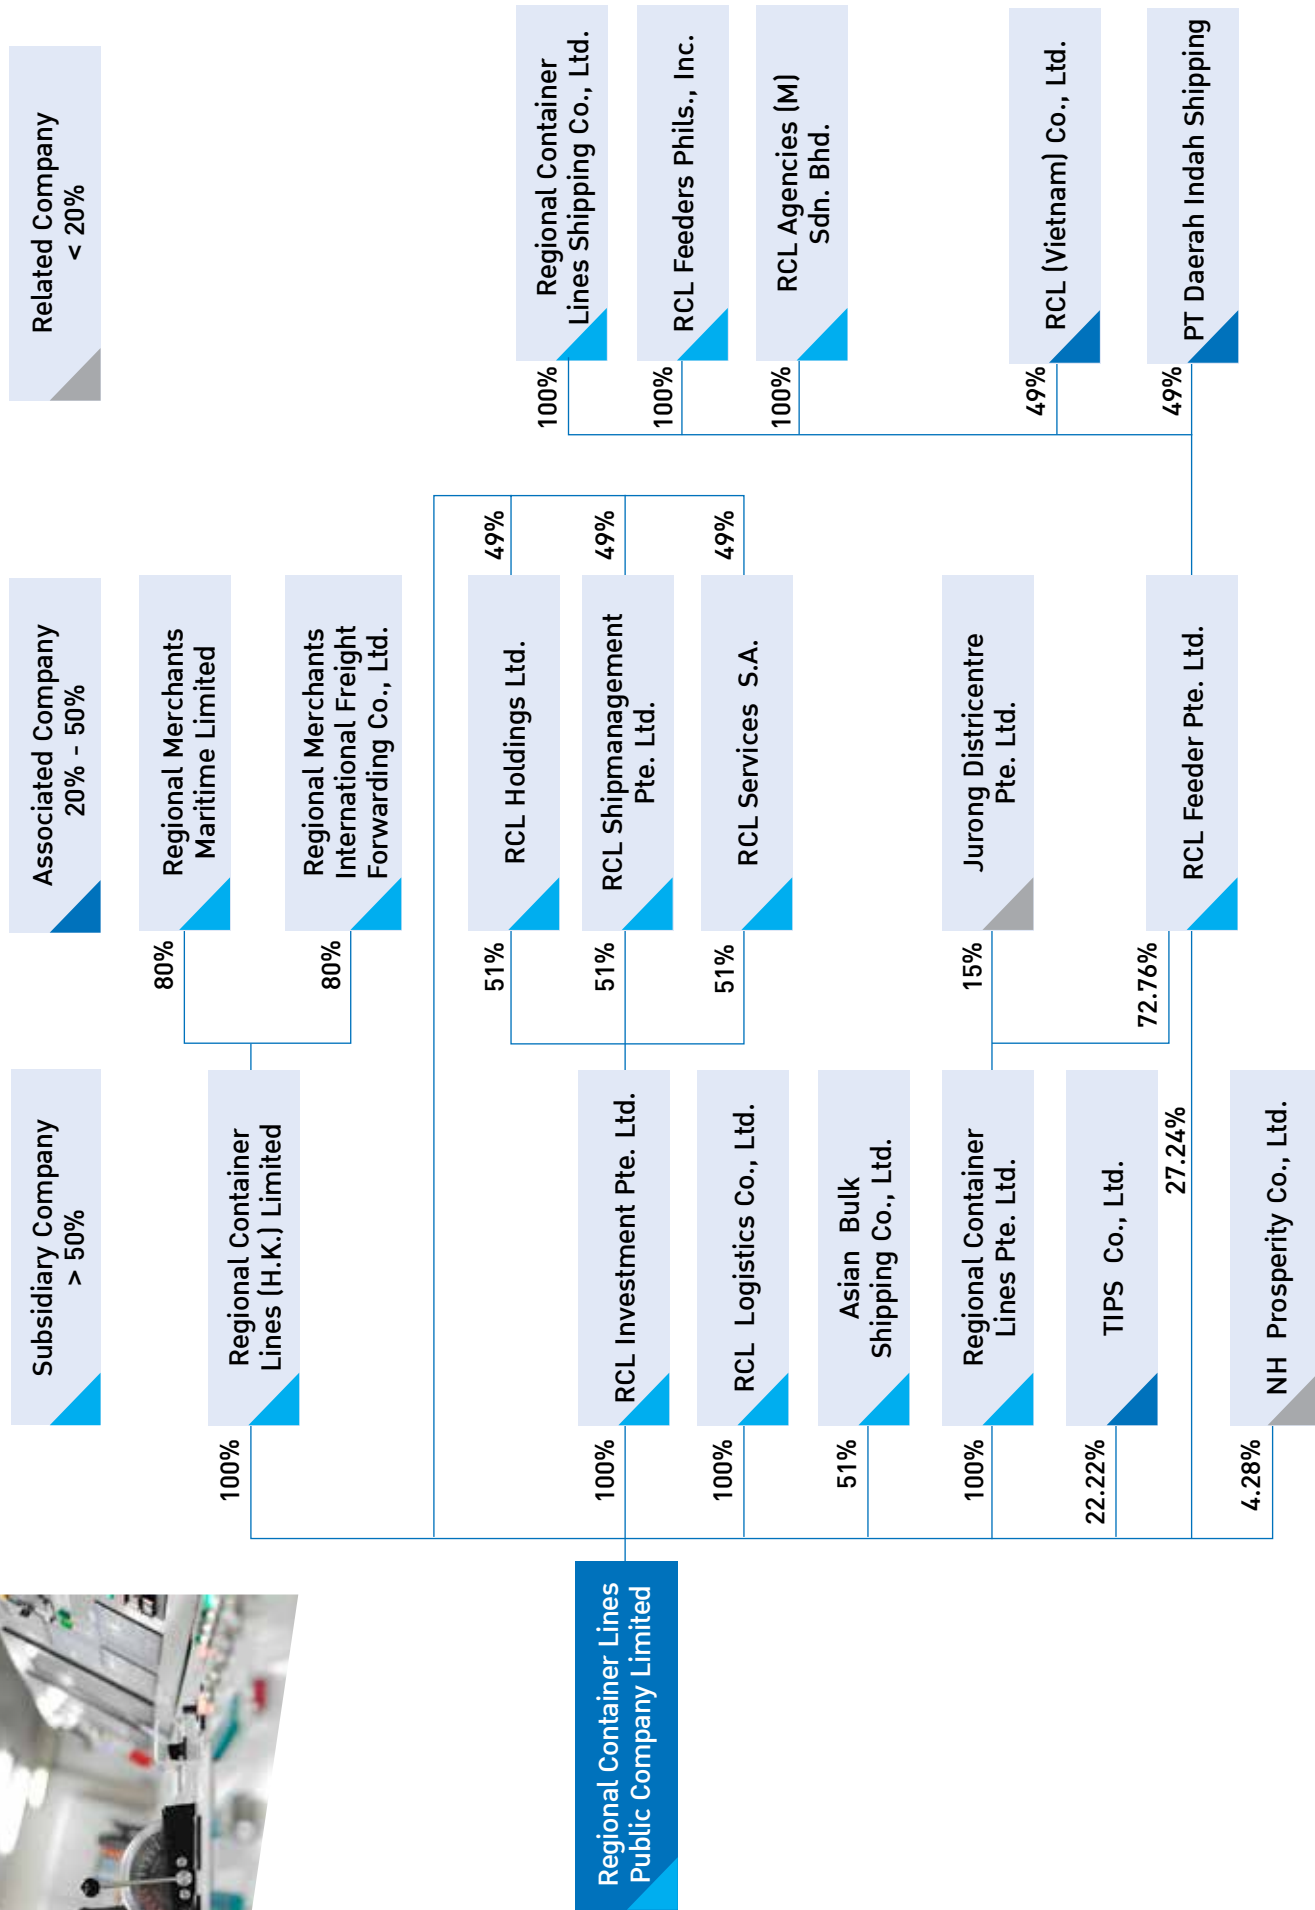 Subsidiary Company
> 50%
Associated Company
20% - 50%
Related Company
< 20%
Regional Container Lines
Public Company Limited
100%
Regional Container
Lines (H.K.) Limited
80%
Regional Merchants
Maritime Limited
80%
Regional Merchants
International Freight
Forwarding Co., Ltd.
100%
RCL Investment Pte. Ltd.
51%
RCL Holdings Ltd.
49%
51%
RCL Shipmanagement
Pte. Ltd.
49%
51%
RCL Services S.A.
49%
100%
RCL Logistics Co., Ltd.
51%
Asian Bulk
Shipping Co., Ltd.
100%
Regional Container
Lines Pte. Ltd.
15%
Jurong Districentre
Pte. Ltd.
72.76%
RCL Feeder Pte. Ltd.
22.22%
TIPS Co., Ltd.
27.24%
4.28%
NH Prosperity Co., Ltd.
100%
Regional Container
Lines Shipping Co., Ltd.
100%
RCL Feeders Phils., Inc.
100%
RCL Agencies (M)
Sdn. Bhd.
49%
RCL (Vietnam) Co., Ltd.
49%
PT Daerah Indah Shipping